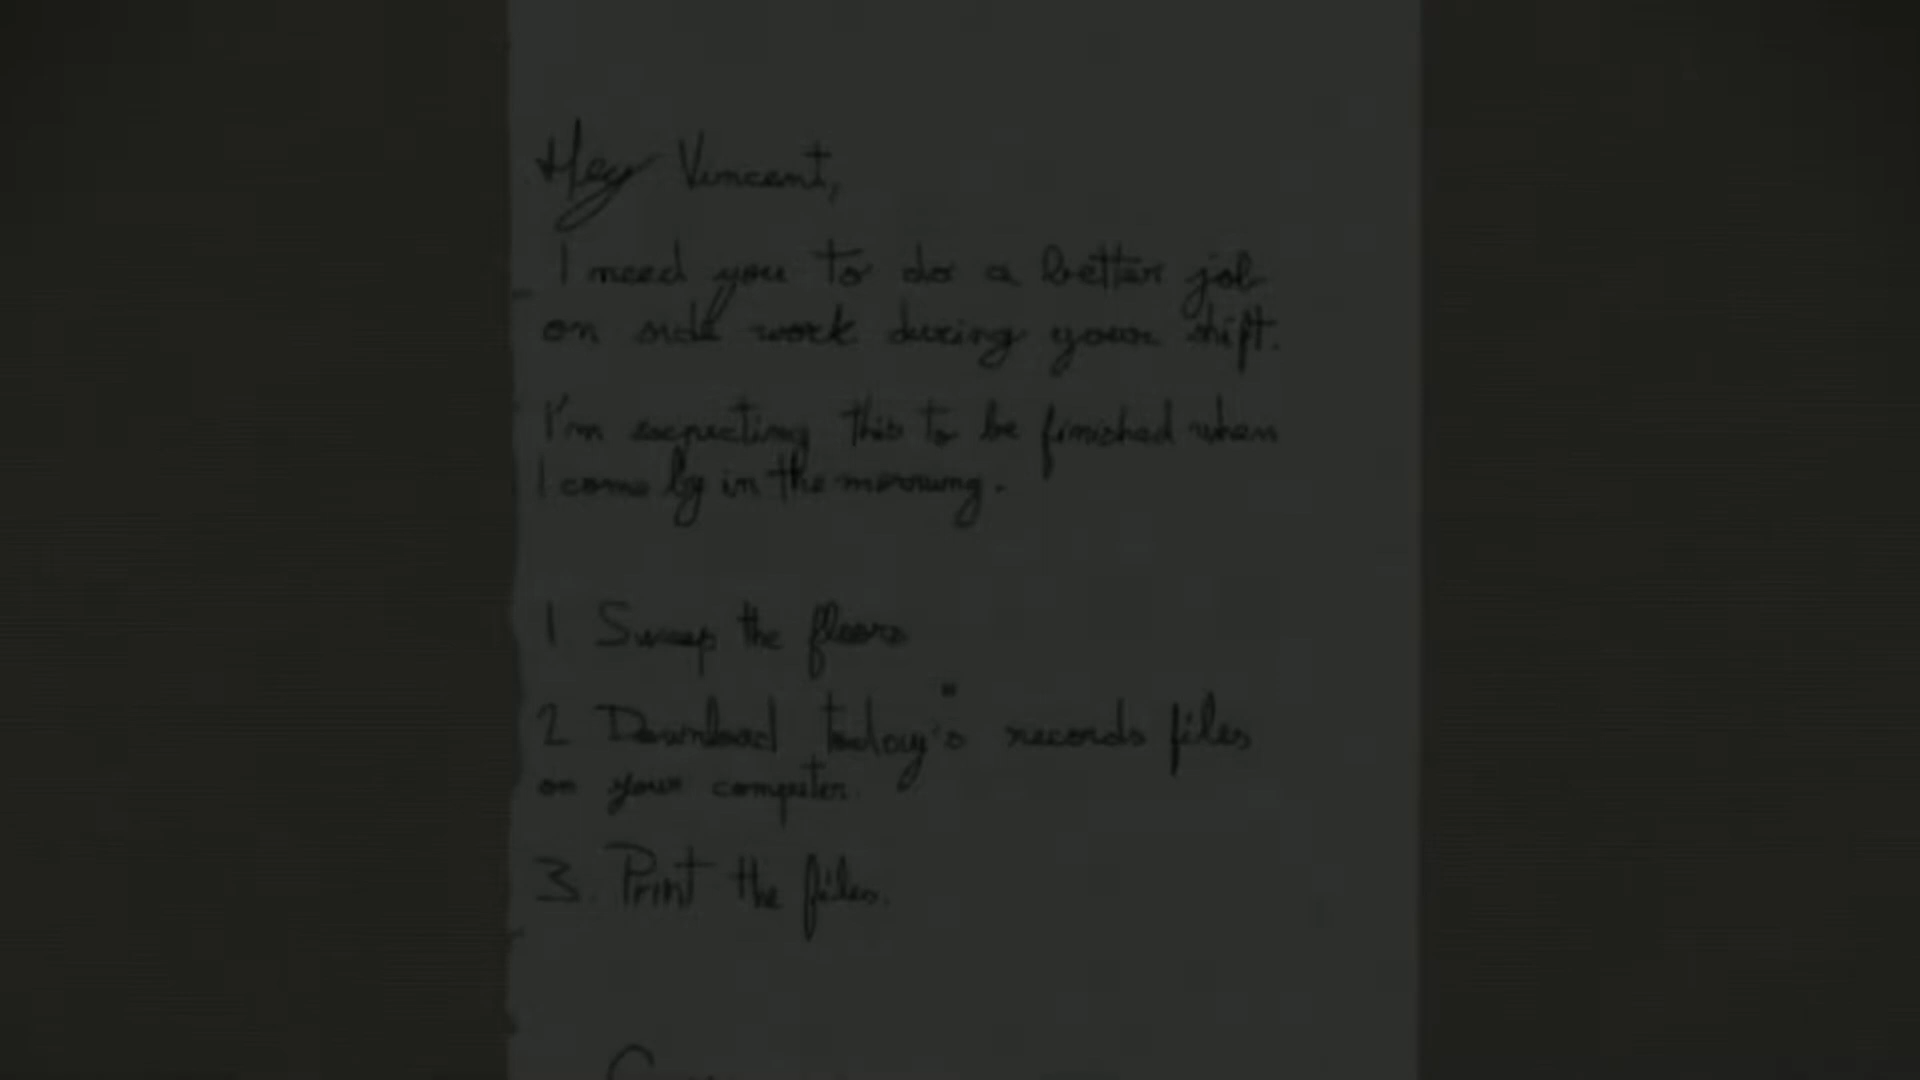 Hey Vincent,
I need you to do a better job
on side work during your shift.
I'm expecting this to be finished when
I come by in the morning.
1. Sweep the floors
2 Download today's records files
on your computer
3. Print the files.